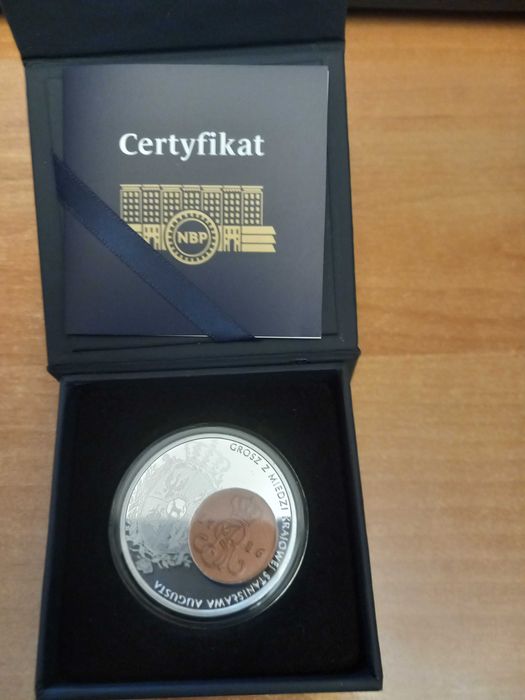 Certyfikat
NBP
GROSZ Z MIEDZI KRAJOWEJ STANISŁAWA AUGUSTA